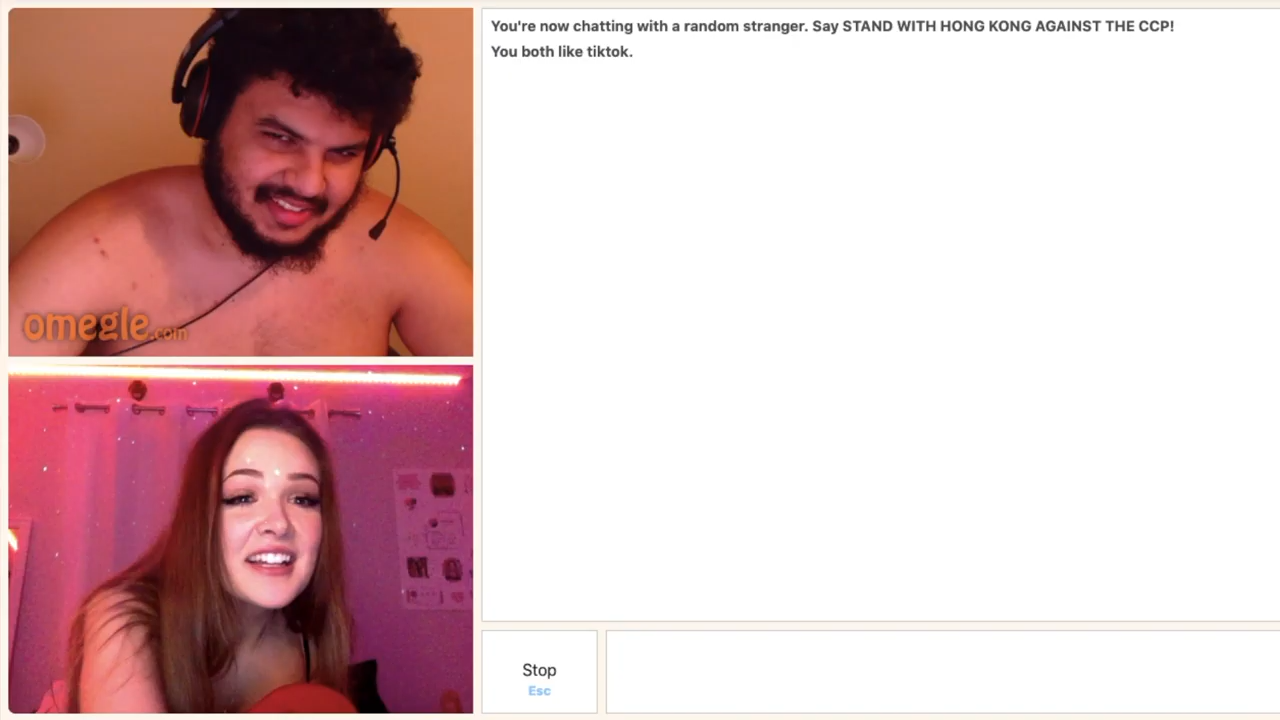 You're now chatting with a random stranger. Say STAND WITH HONG KONG AGAINST THE CCP!
You both like tiktok.
omegle.com
Stop
Esc